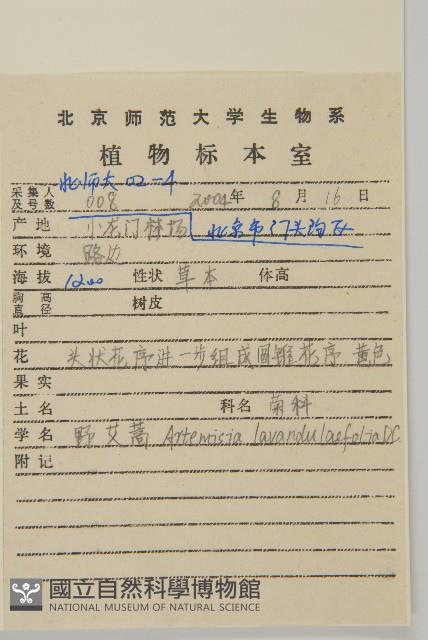 北京师范大学生物系
植物标本室
采集人及号数 北师大02-4 008 2004年 8月 16日
产地 小龙门林场 北京市门头沟区
环境 路边
海拔 1200 性状 草本 体高
胸高直径 树皮
叶
花 头状花序进一步组成圆锥花序 黄色
果实
土名 科名 菊科
学名 野艾蒿 Artemisia lavandulaefolia DC.
附记
國立自然科學博物館
NATIONAL MUSEUM OF NATURAL SCIENCE